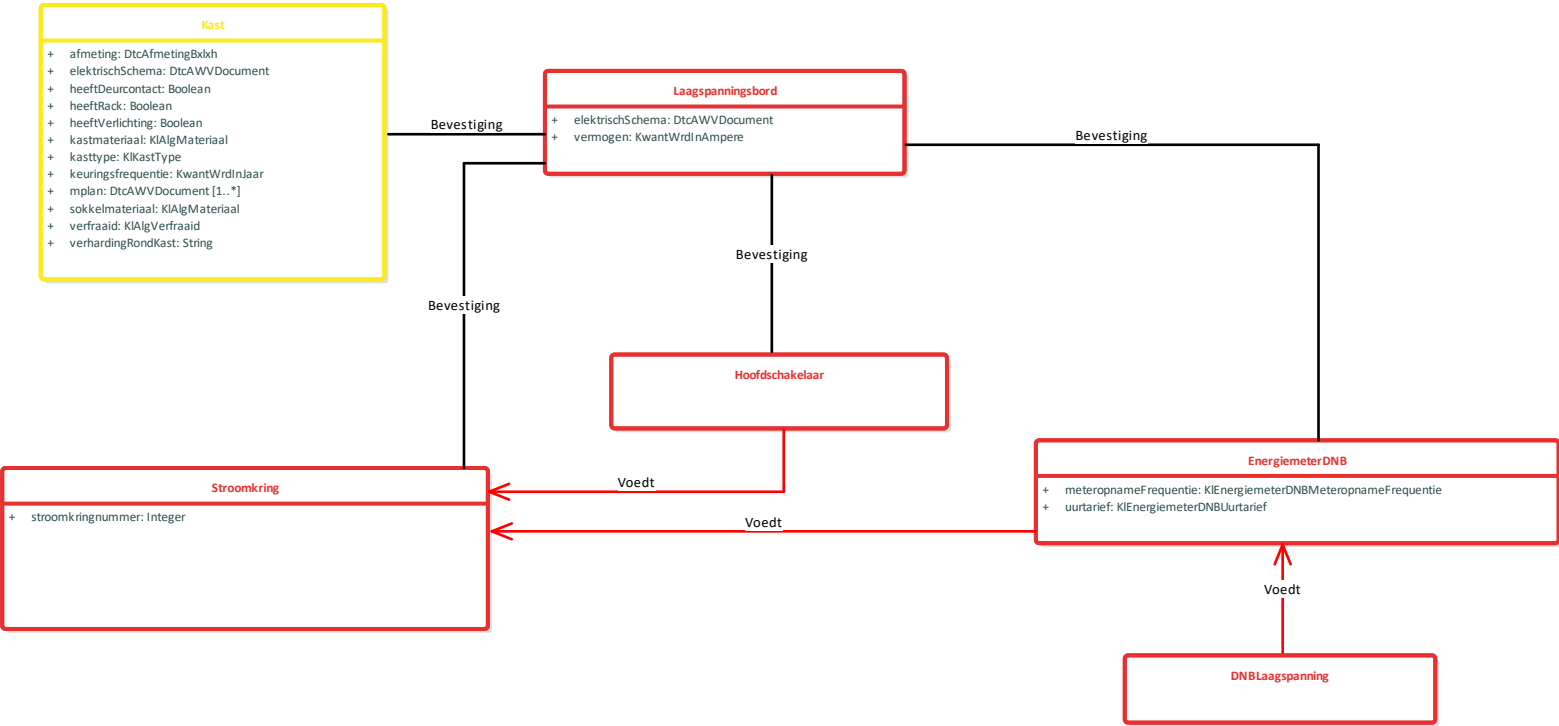 Kast
+ afmeting: DtcAfmetingBxlxh
+ elektrischSchema: DtcAWVDocument
+ heeftDeurcontact: Boolean
+ heeftRack: Boolean
+ heeftVerlichting: Boolean
+ kastmateriaal: KlAlgMateriaal
+ kasttype: KlKastType
+ keuringsfrequentie: KwantWrdInJaar
+ mplan: DtcAWVDocument [1..*]
+ sokkelmateriaal: KlAlgMateriaal
+ verfraaid: KlAlgVerfraaid
+ verhardingRondKast: String
Bevestiging
Laagspanningsbord
+ elektrischSchema: DtcAWVDocument
+ vermogen: KwantWrdInAmpere
Bevestiging
Bevestiging
Bevestiging
Hoofdschakelaar
Voedt
Stroomkring
+ stroomkringnummer: Integer
Voedt
EnergiemeterDNB
+ meteropnameFrequentie: KlEnergiemeterDNBMeteropnameFrequentie
+ uurtarief: KlEnergiemeterDNBUurtarief
Voedt
DNBLaagspanning